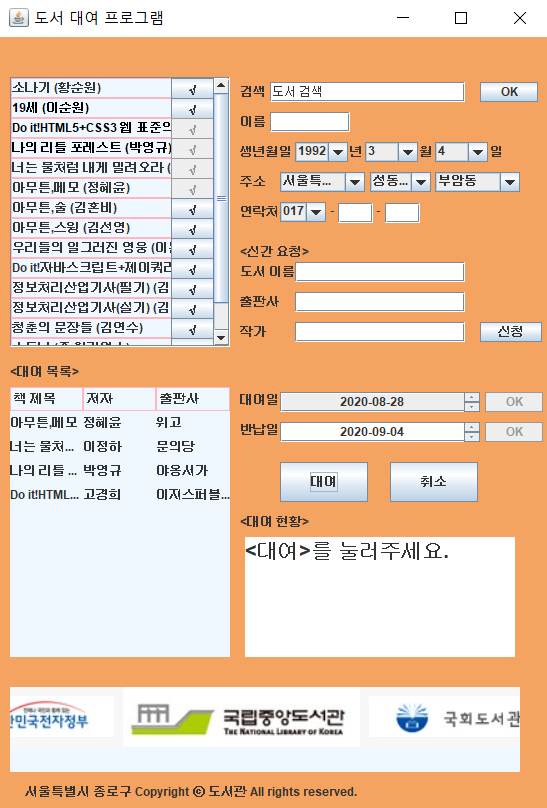 도서 대여 프로그램
소나기 (황순원)
√
19세 (이순원)
√
Do it!HTML5+CSS3 웹 표준의
√
나의 리틀 포레스트 (박영규)
√
너는 물처럼 내게 밀려오라 (
√
아무튼,메모 (정혜윤)
√
아무튼,술 (김혼비)
√
아무튼,스윙 (김선영)
√
우리들의 일그러진 영웅 (이
√
Do it!자바스크립트+제이쿼리
√
정보처리산업기사(필기) (김
√
정보처리산업기사(실기) (김
√
청춘의 문장들 (김연수)
√
검색 도서 검색 OK
이름
생년월일 1992 년 3 월 4 일
주소 서울특... 성동... 부암동
연락처 017 - -
<신간 요청>
도서 이름
출판사
작가 신청
<대여 목록>
책 제목 저자 출판사
아무튼,메모 정혜윤 위고
너는 물처... 이정하 문의당
나의 리틀 ... 박영규 야옹서가
Do it!HTML... 고경희 이지스퍼블...
대여일 2020-08-28 OK
반납일 2020-09-04 OK
대여 취소
<대여 현황>
<대여>를 눌러주세요.
언제나 국민과 함께 있는
한민국전자정부
국립중앙도서관
THE NATIONAL LIBRARY OF KOREA
국회도서관
서울특별시 종로구 Copyright ⓒ 도서관 All rights reserved.